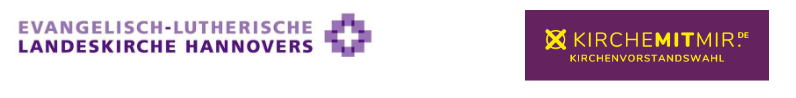 EVANGELISCH-LUTHERISCHE
LANDESKIRCHE HANNOVERS
KIRCHEMITMIR.DE
KIRCHENVORSTANDSWAHL